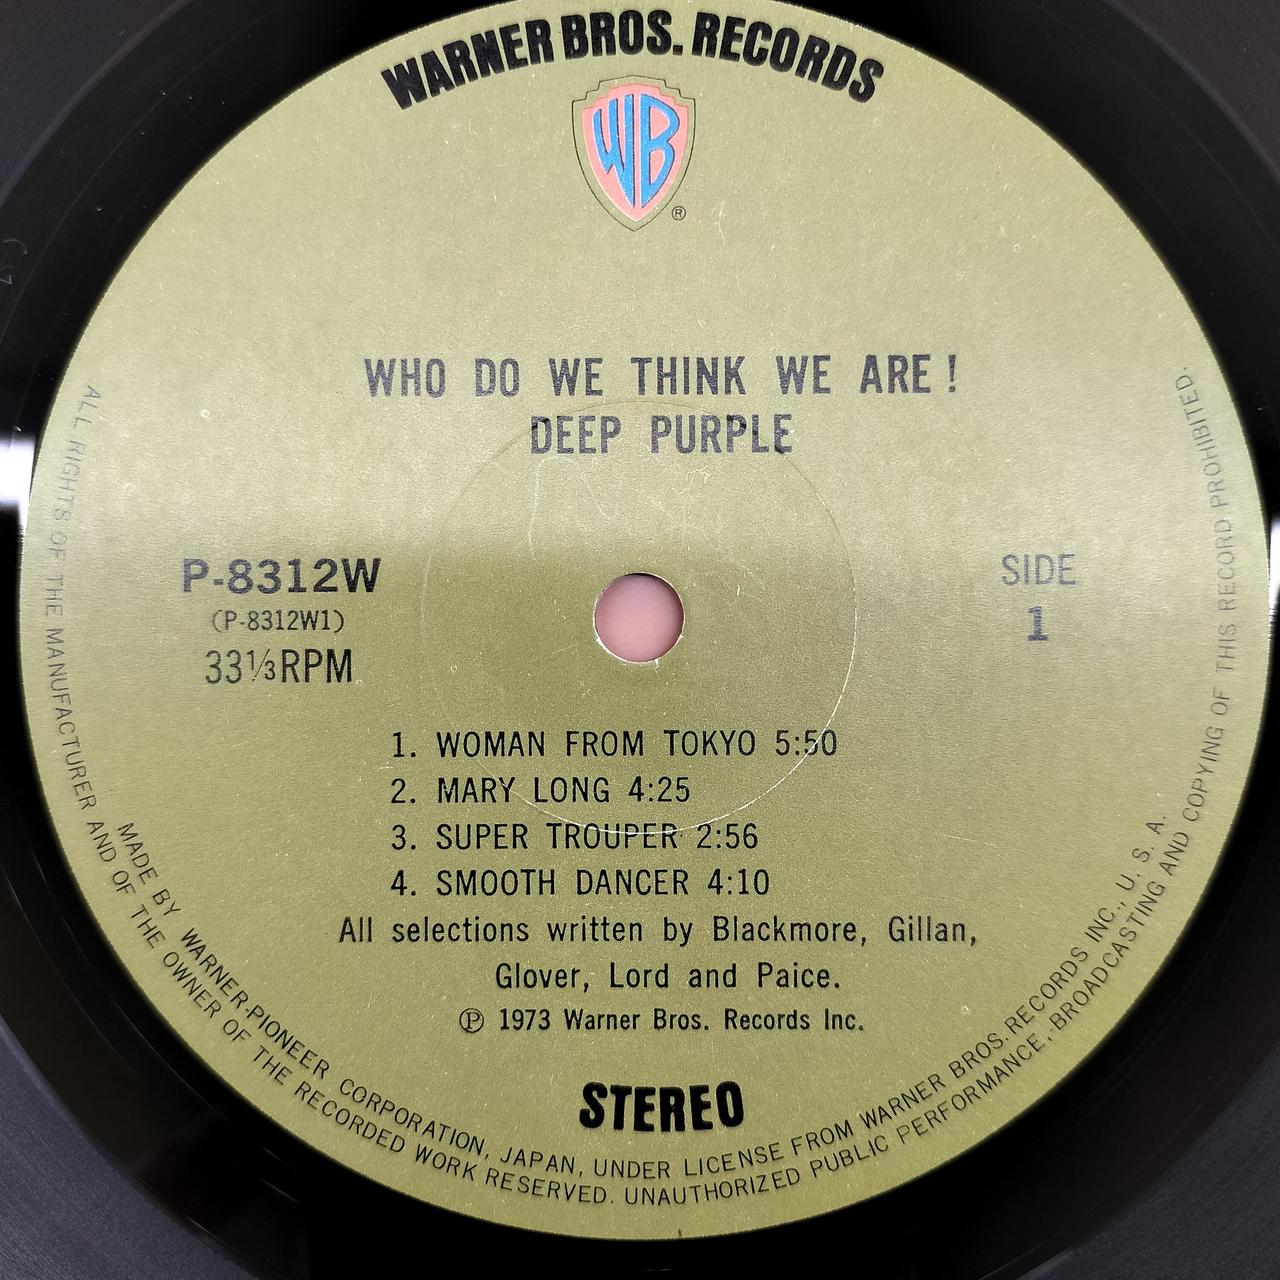 WARNER BROS. RECORDS
WB
®
WHO DO WE THINK WE ARE!
DEEP PURPLE
P-8312W
(P-8312W1)
33⅓RPM
SIDE
1
1. WOMAN FROM TOKYO 5:50
2. MARY LONG 4:25
3. SUPER TROUPER 2:56
4. SMOOTH DANCER 4:10
All selections written by Blackmore, Gillan,
Glover, Lord and Paice.
℗ 1973 Warner Bros. Records Inc.
STEREO
MADE BY WARNER-PIONEER CORPORATION, JAPAN, UNDER LICENSE FROM WARNER BROS. RECORDS INC., U. S. A.
ALL RIGHTS OF THE MANUFACTURER AND OF THE OWNER OF THE RECORDED WORK RESERVED. UNAUTHORIZED PUBLIC PERFORMANCE, BROADCASTING AND COPYING OF THIS RECORD PROHIBITED.